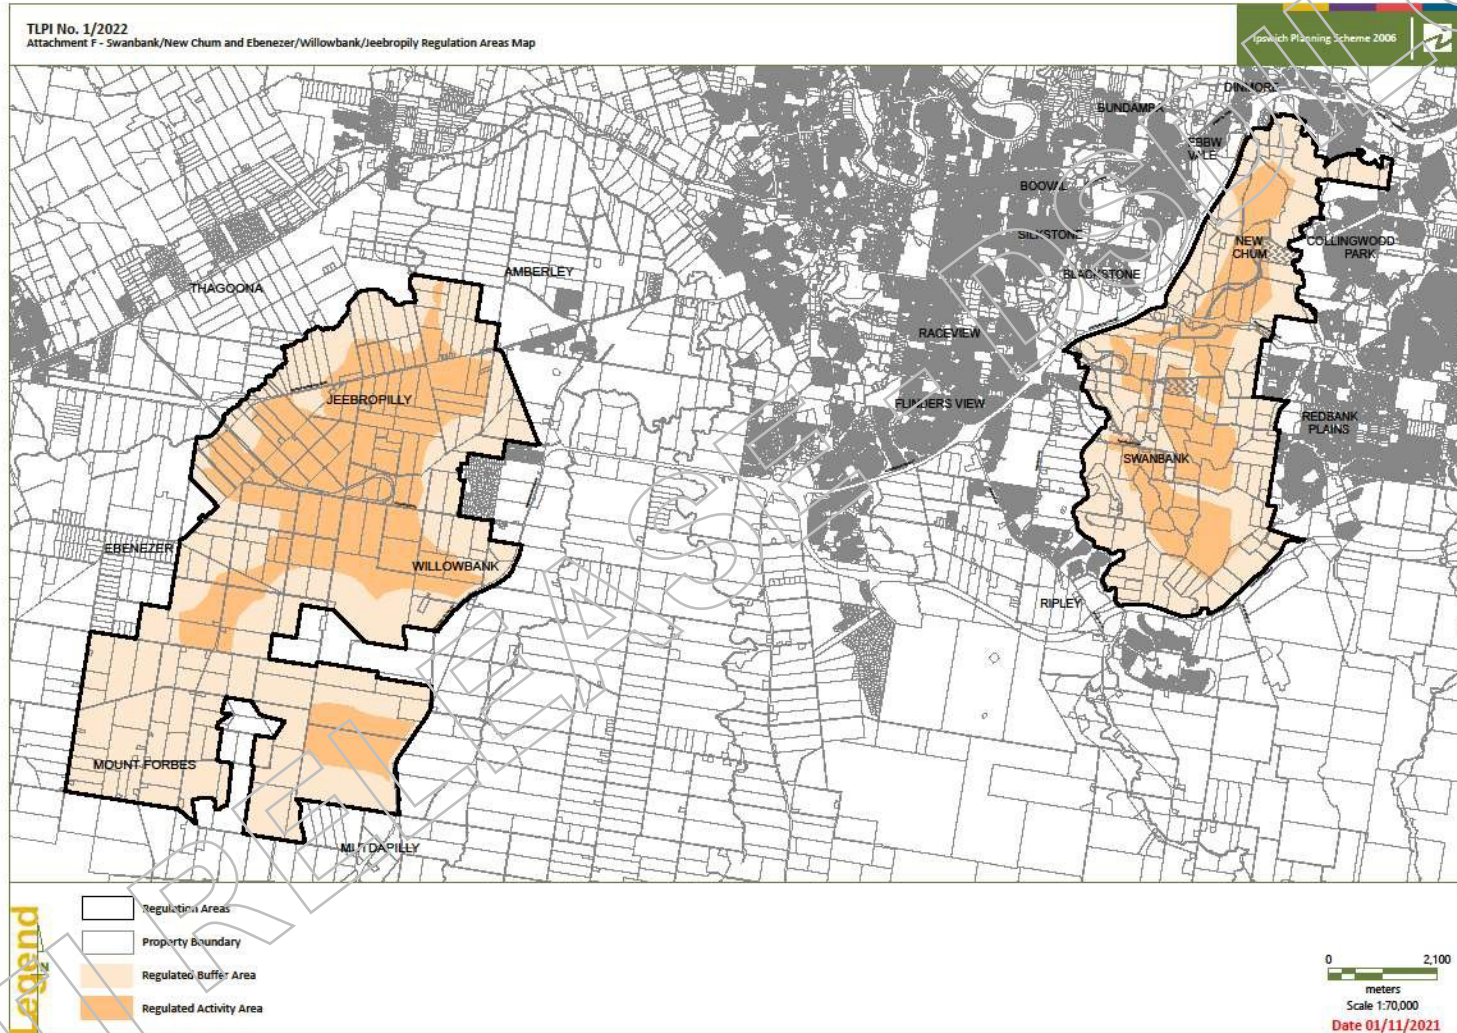 TLPI No. 1/2022
Attachment F - Swanbank/New Chum and Ebenezer/Willowbank/Jeebropilly Regulation Areas Map
Ipswich Planning Scheme 2006
DINMORE
BUNDAMBA
EBBW
VALE
BOOVAL
SILKSTONE
NEW
CHUM
COLLINGWOOD
PARK
BLACKSTONE
AMBERLEY
THAGOONA
RACEVIEW
JEEBROPILLY
FLINDERS VIEW
REDBANK
PLAINS
SWANBANK
EBENEZER
WILLOWBANK
RIPLEY
MOUNT FORBES
MUTDAPILLY
Legend
N
Regulation Areas
Property Boundary
Regulated Buffer Area
Regulated Activity Area
0 2,100
meters
Scale 1:70,000
Date 01/11/2021